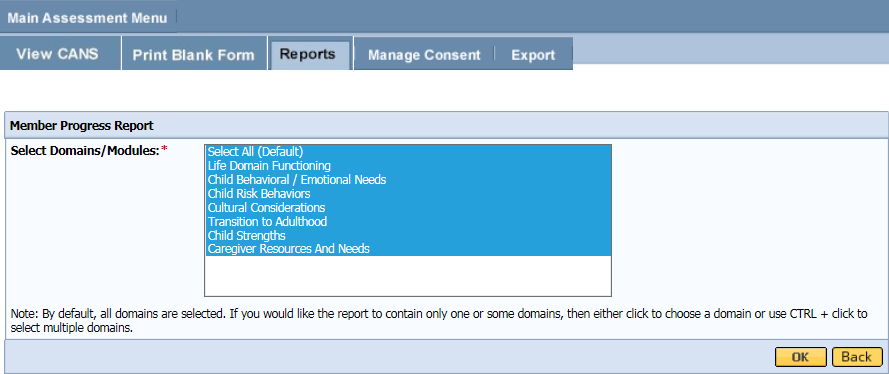 Main Assessment Menu
View CANS Print Blank Form Reports Manage Consent Export
Member Progress Report
Select Domains/Modules:*
Select All (Default)
Life Domain Functioning
Child Behavioral / Emotional Needs
Child Risk Behaviors
Cultural Considerations
Transition to Adulthood
Child Strengths
Caregiver Resources And Needs
Note: By default, all domains are selected. If you would like the report to contain only one or some domains, then either click to choose a domain or use CTRL + click to
select multiple domains.
OK Back